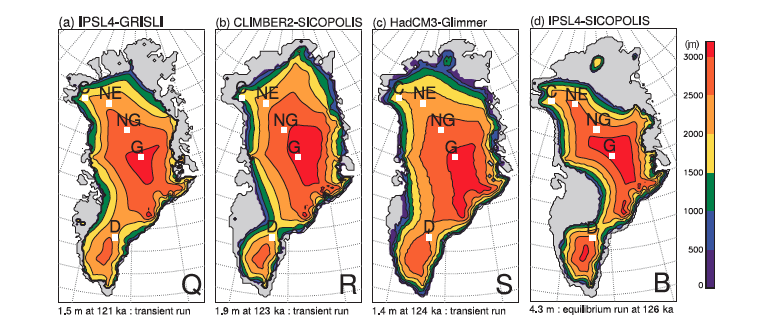 (a) IPSL4-GRISLI
(b) CLIMBER2-SICOPOLIS
(c) HadCM3-Glimmer
(d) IPSL4-SICOPOLIS
(m)
3000
2500
2000
1500
1000
500
0
C
NE
NG
G
D
Q
C
NE
NG
G
D
R
C
NE
NG
G
D
S
C
NE
NG
G
D
B
1.5 m at 121 ka : transient run
1.9 m at 123 ka : transient run
1.4 m at 124 ka : transient run
4.3 m : equilibrium run at 126 ka